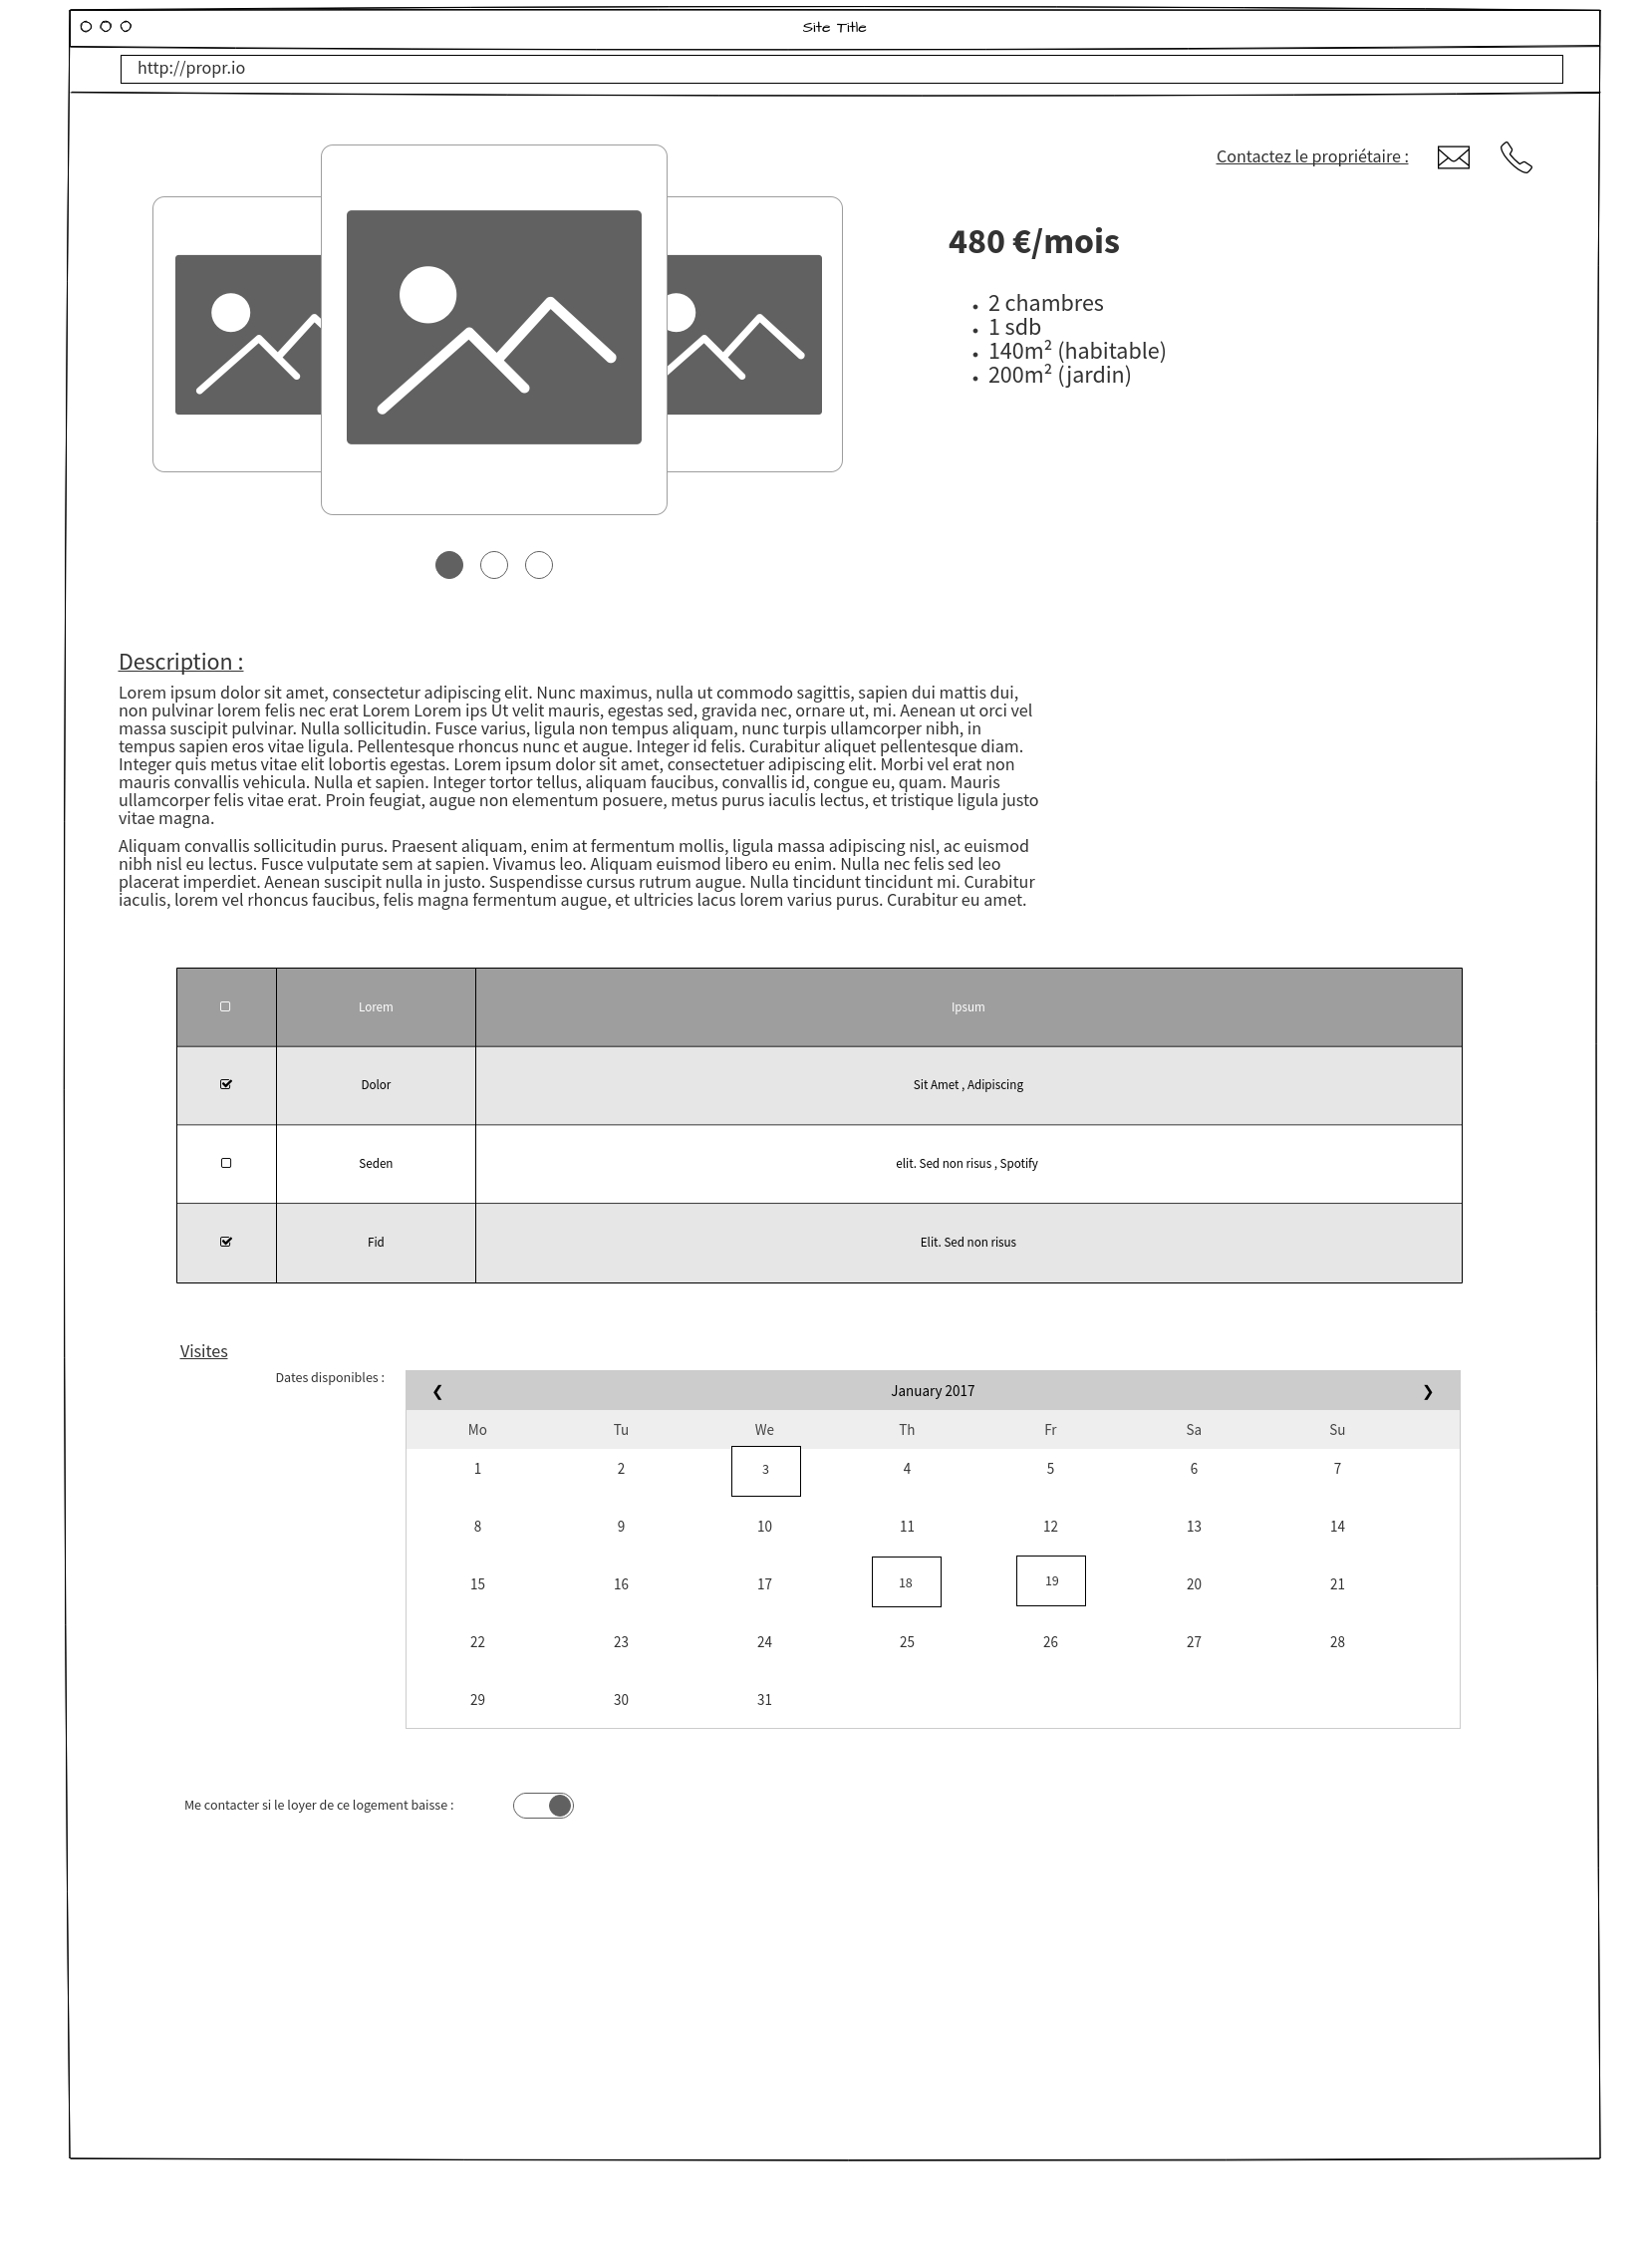 Site Title
http://propr.io
Contactez le propriétaire :
480 €/mois
• 2 chambres
• 1 sdb
• 140m² (habitable)
• 200m² (jardin)
Description :
Lorem ipsum dolor sit amet, consectetur adipiscing elit. Nunc maximus, nulla ut commodo sagittis, sapien dui mattis dui,
non pulvinar lorem felis nec erat Lorem Lorem ips Ut velit mauris, egestas sed, gravida nec, ornare ut, mi. Aenean ut orci vel
massa suscipit pulvinar. Nulla sollicitudin. Fusce varius, ligula non tempus aliquam, nunc turpis ullamcorper nibh, in
tempus sapien eros vitae ligula. Pellentesque rhoncus nunc et augue. Integer id felis. Curabitur aliquet pellentesque diam.
Integer quis metus vitae elit lobortis egestas. Lorem ipsum dolor sit amet, consectetuer adipiscing elit. Morbi vel erat non
mauris convallis vehicula. Nulla et sapien. Integer tortor tellus, aliquam faucibus, convallis id, congue eu, quam. Mauris
ullamcorper felis vitae erat. Proin feugiat, augue non elementum posuere, metus purus iaculis lectus, et tristique ligula justo
vitae magna.
Aliquam convallis sollicitudin purus. Praesent aliquam, enim at fermentum mollis, ligula massa adipiscing nisl, ac euismod
nibh nisl eu lectus. Fusce vulputate sem at sapien. Vivamus leo. Aliquam euismod libero eu enim. Nulla nec felis sed leo
placerat imperdiet. Aenean suscipit nulla in justo. Suspendisse cursus rutrum augue. Nulla tincidunt tincidunt mi. Curabitur
iaculis, lorem vel rhoncus faucibus, felis magna fermentum augue, et ultricies lacus lorem varius purus. Curabitur eu amet.
Lorem Ipsum
Dolor Sit Amet , Adipiscing
Seden elit. Sed non risus , Spotify
Fid Elit. Sed non risus
Visites
Dates disponibles :
❮ January 2017 ❯
Mo Tu We Th Fr Sa Su
1 2 3 4 5 6 7
8 9 10 11 12 13 14
15 16 17 18 19 20 21
22 23 24 25 26 27 28
29 30 31
Me contacter si le loyer de ce logement baisse :